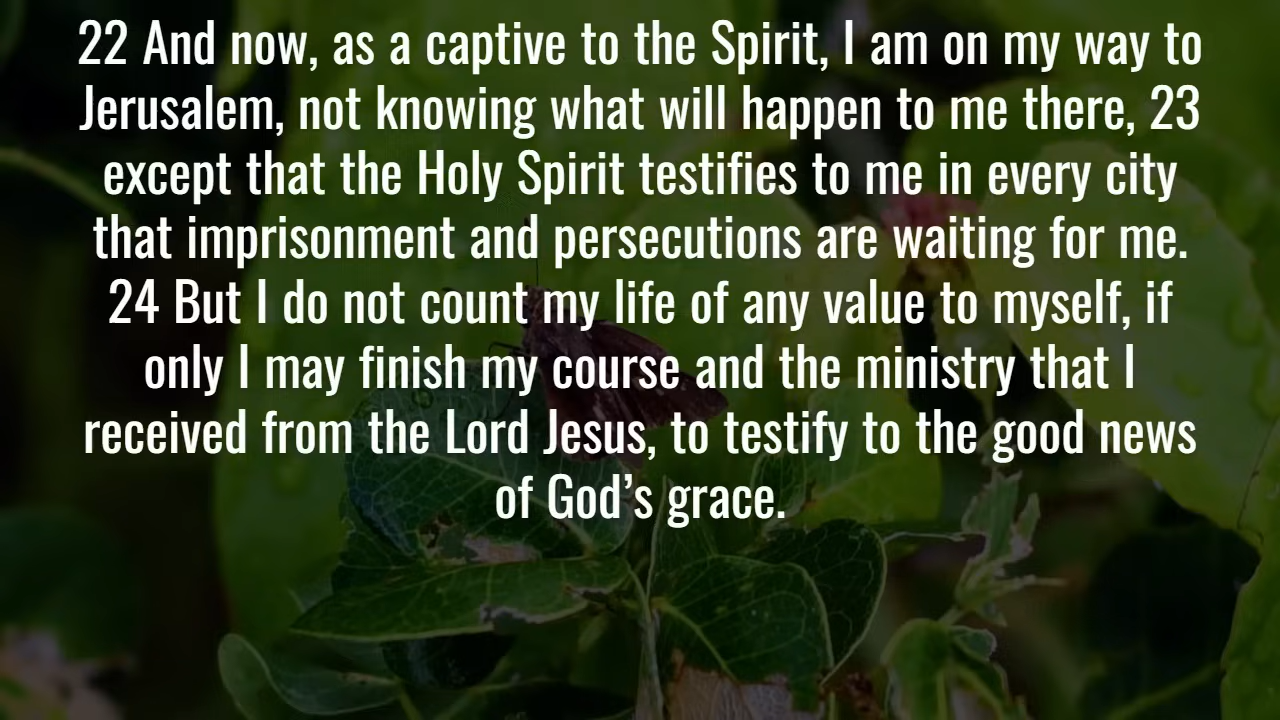 22 And now, as a captive to the Spirit, I am on my way to
Jerusalem, not knowing what will happen to me there, 23
except that the Holy Spirit testifies to me in every city
that imprisonment and persecutions are waiting for me.
24 But I do not count my life of any value to myself, if
only I may finish my course and the ministry that I
received from the Lord Jesus, to testify to the good news
of God’s grace.